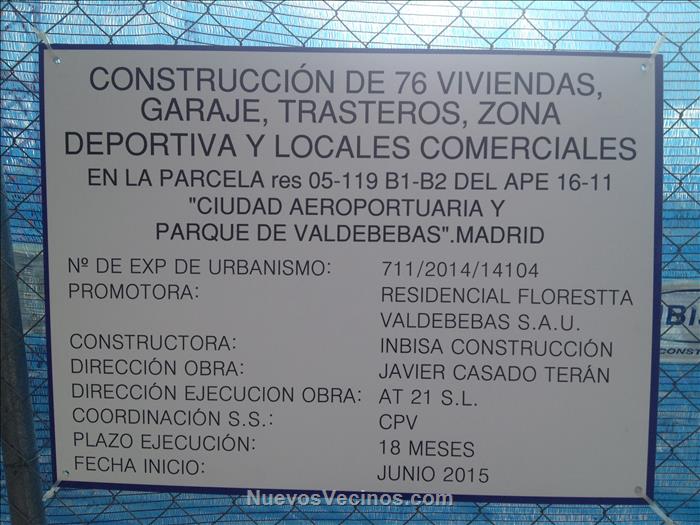 CONSTRUCCIÓN DE 76 VIVIENDAS,
GARAJE, TRASTEROS, ZONA
DEPORTIVA Y LOCALES COMERCIALES
EN LA PARCELA res 05-119 B1-B2 DEL APE 16-11
"CIUDAD AEROPORTUARIA Y
PARQUE DE VALDEBEBAS".MADRID
Nº DE EXP DE URBANISMO: 711/2014/14104
PROMOTORA: RESIDENCIAL FLORESTTA
VALDEBEBAS S.A.U.
CONSTRUCTORA: INBISA CONSTRUCCIÓN
DIRECCIÓN OBRA: JAVIER CASADO TERÁN
DIRECCIÓN EJECUCION OBRA: AT 21 S.L.
COORDINACIÓN S.S.: CPV
PLAZO EJECUCIÓN: 18 MESES
FECHA INICIO: JUNIO 2015
NuevosVecinos.com